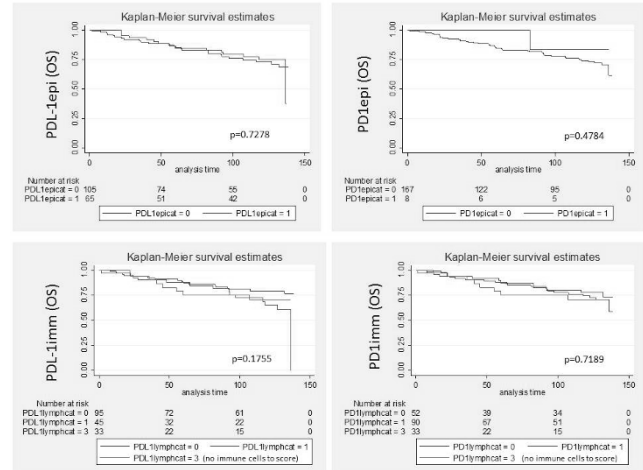 Kaplan-Meier survival estimates
PDL-1epi (OS)
0.00 0.25 0.50 0.75 1.00
p=0.7278
0 50 100 150
analysis time
Number at risk
PDL1epicat = 0 105 74 55 0
PDL1epicat = 1 65 51 42 0
PDL1epicat = 0 PDL1epicat = 1
Kaplan-Meier survival estimates
PD1epi (OS)
0.00 0.25 0.50 0.75 1.00
p=0.4784
0 50 100 150
analysis time
Number at risk
PD1epicat = 0 167 122 95 0
PD1epicat = 1 8 6 5 0
PD1epicat = 0 PD1epicat = 1
Kaplan-Meier survival estimates
PDL-1imm (OS)
0.00 0.25 0.50 0.75 1.00
p=0.1755
0 50 100 150
analysis time
Number at risk
PDL1lymphcat = 0 95 72 61 0
PDL1lymphcat = 1 45 32 22 0
PDL1lymphcat = 3 33 22 15 0
PDL1lymphcat = 0 PDL1lymphcat = 1
PDL1lymphcat = 3 (no immune cells to score)
Kaplan-Meier survival estimates
PD1imm (OS)
0.00 0.25 0.50 0.75 1.00
p=0.7189
0 50 100 150
analysis time
Number at risk
PD1lymphcat = 0 52 39 34 0
PD1lymphcat = 1 90 67 51 0
PD1lymphcat = 3 33 22 15 0
PD1lymphcat = 0 PD1lymphcat = 1
PD1lymphcat = 3 (no immune cells to score)